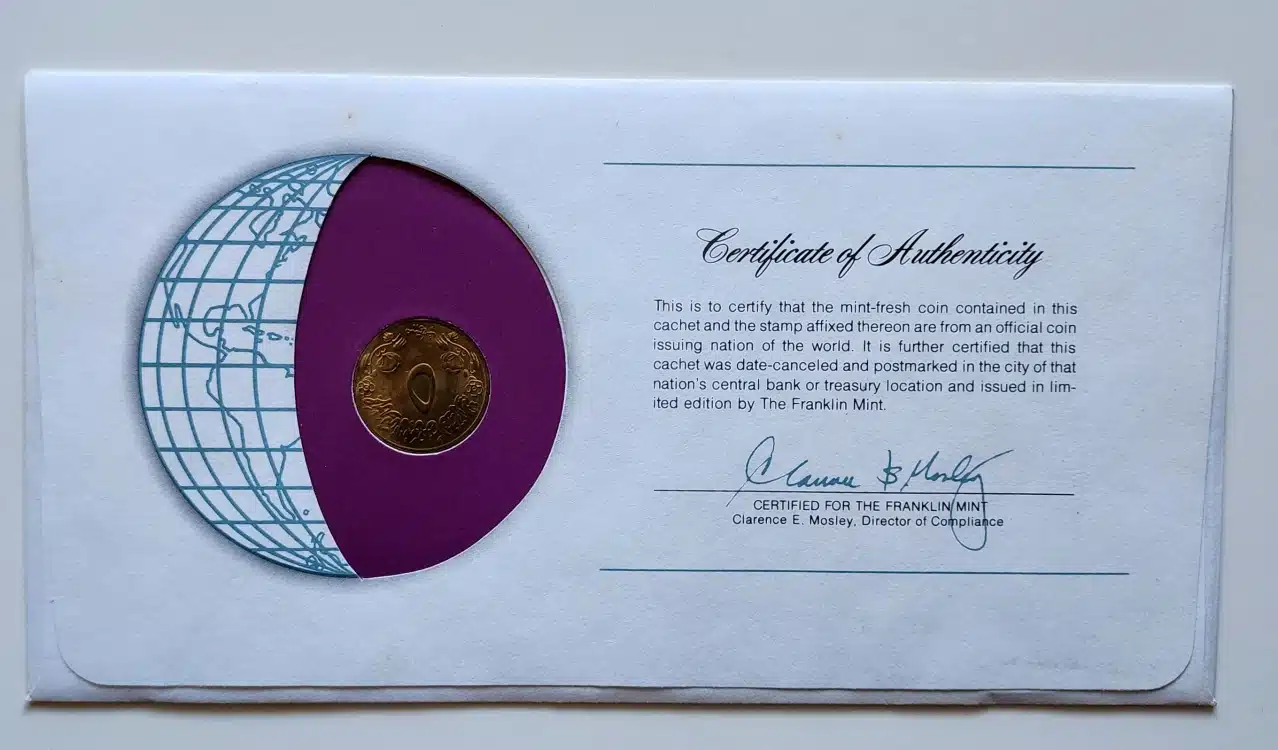 ٥
Certificate of Authenticity
This is to certify that the mint-fresh coin contained in this
cachet and the stamp affixed thereon are from an official coin
issuing nation of the world. It is further certified that this
cachet was date-canceled and postmarked in the city of that
nation's central bank or treasury location and issued in lim-
ited edition by The Franklin Mint.
CERTIFIED FOR THE FRANKLIN MINT
Clarence E. Mosley, Director of Compliance